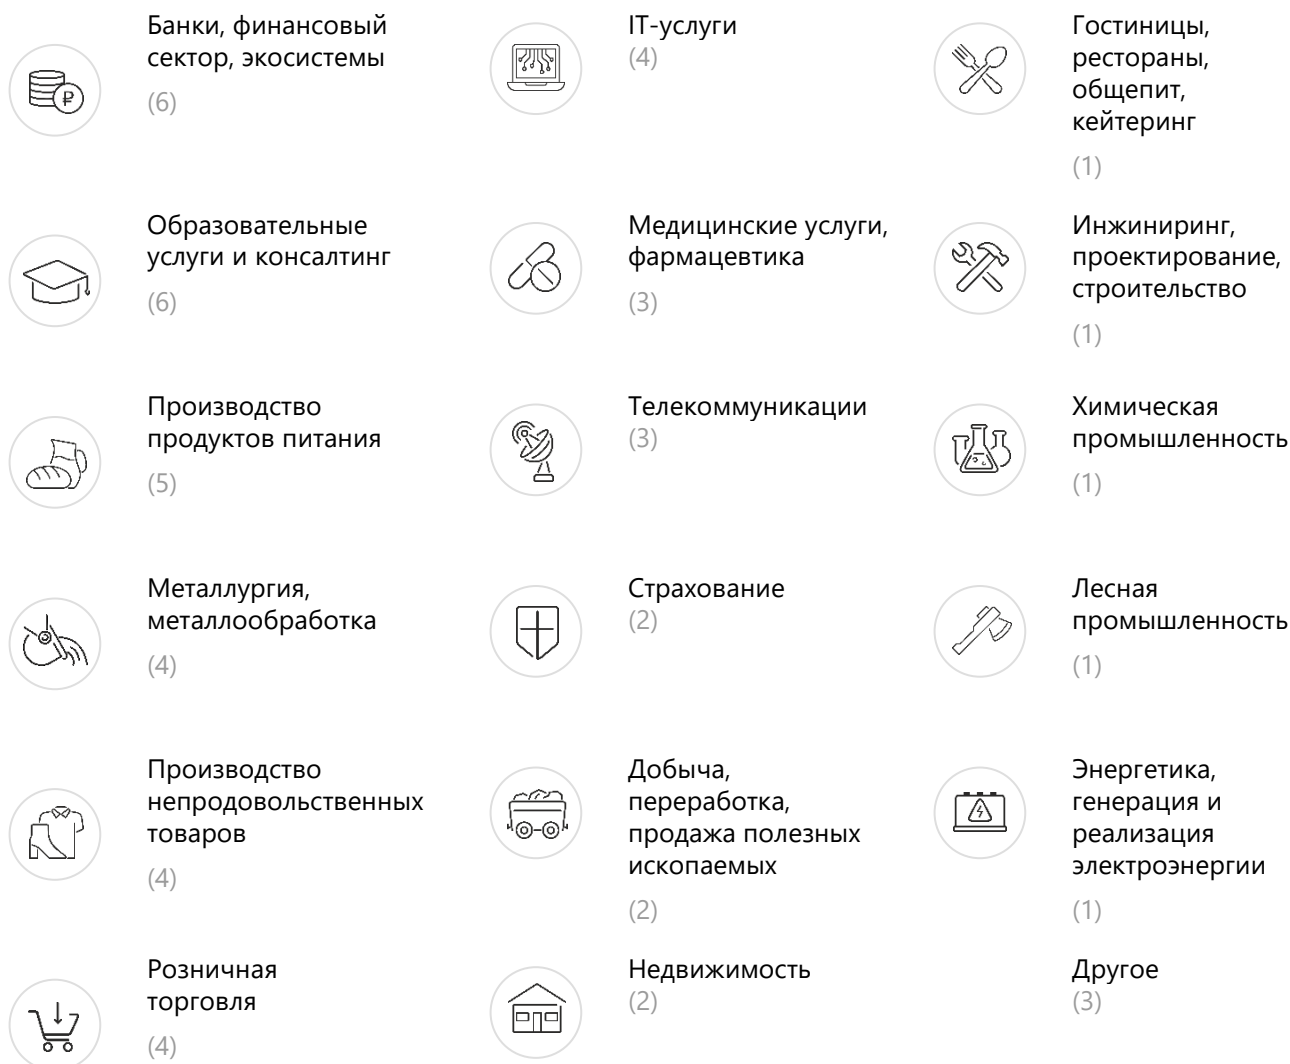 Банки, финансовый
сектор, экосистемы
(6)
IT-услуги
(4)
Гостиницы,
рестораны,
общепит,
кейтеринг
(1)
Образовательные
услуги и консалтинг
(6)
Медицинские услуги,
фармацевтика
(3)
Инжиниринг,
проектирование,
строительство
(1)
Производство
продуктов питания
(5)
Телекоммуникации
(3)
Химическая
промышленность
(1)
Металлургия,
металлообработка
(4)
Страхование
(2)
Лесная
промышленность
(1)
Производство
непродовольственных
товаров
(4)
Добыча,
переработка,
продажа полезных
ископаемых
(2)
Энергетика,
генерация и
реализация
электроэнергии
(1)
Розничная
торговля
(4)
Недвижимость
(2)
Другое
(3)